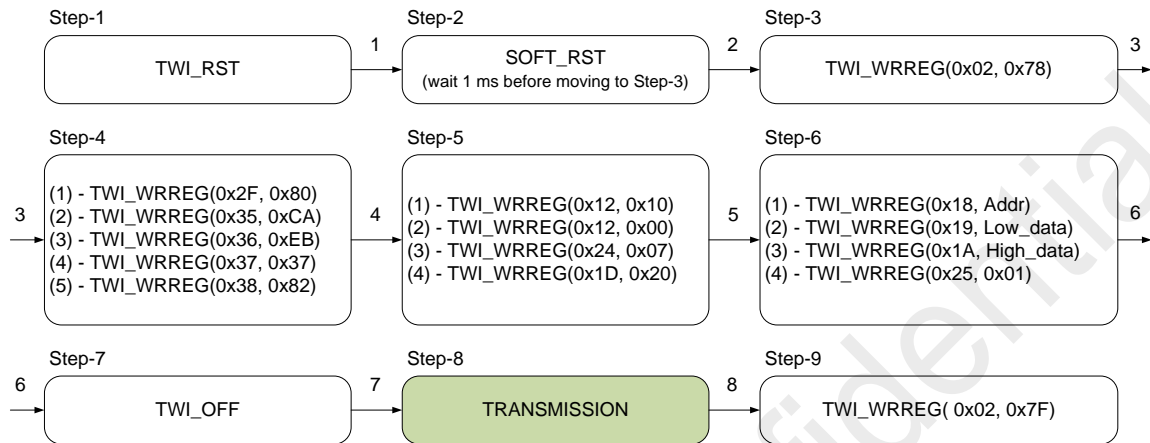 Step-1
TWI_RST
1
Step-2
SOFT_RST
(wait 1 ms before moving to Step-3)
2
Step-3
TWI_WRREG(0x02, 0x78)
3
3
Step-4
(1) - TWI_WRREG(0x2F, 0x80)
(2) - TWI_WRREG(0x35, 0xCA)
(3) - TWI_WRREG(0x36, 0xEB)
(4) - TWI_WRREG(0x37, 0x37)
(5) - TWI_WRREG(0x38, 0x82)
4
Step-5
(1) - TWI_WRREG(0x12, 0x10)
(2) - TWI_WRREG(0x12, 0x00)
(3) - TWI_WRREG(0x24, 0x07)
(4) - TWI_WRREG(0x1D, 0x20)
5
Step-6
(1) - TWI_WRREG(0x18, Addr)
(2) - TWI_WRREG(0x19, Low_data)
(3) - TWI_WRREG(0x1A, High_data)
(4) - TWI_WRREG(0x25, 0x01)
6
6
Step-7
TWI_OFF
7
Step-8
TRANSMISSION
8
Step-9
TWI_WRREG( 0x02, 0x7F)
fidential